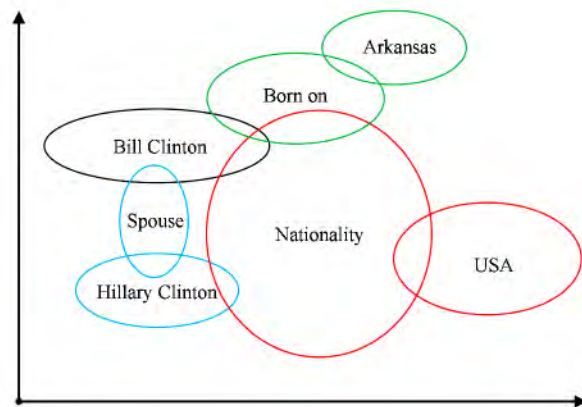 Arkansas
Born on
Bill Clinton
Spouse
Nationality
USA
Hillary Clinton